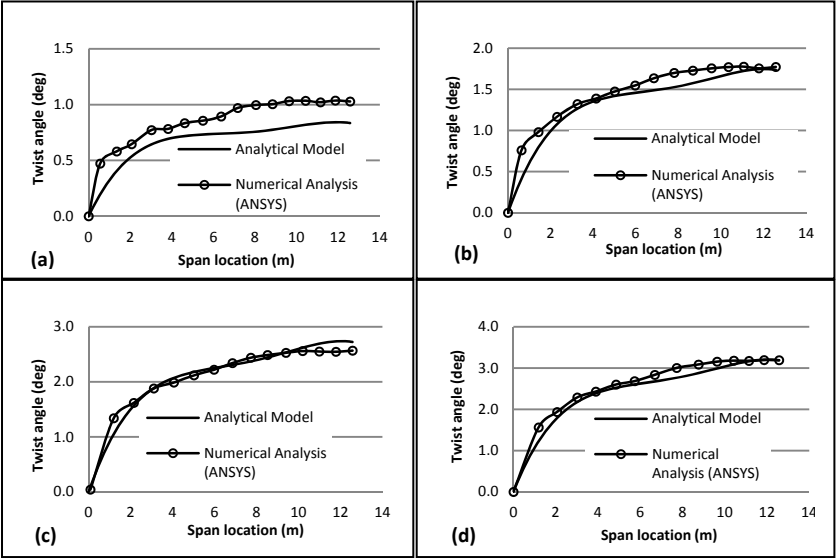 1.5
1.0
0.5
0.0
Twist angle (deg)
Analytical Model
Numerical Analysis
(ANSYS)
0 2 4 6 8 10 12 14
Span location (m)
(a)
2.0
1.5
1.0
0.5
0.0
Twist angle (deg)
Analytical Model
Numerical Analysis
(ANSYS)
0 2 4 6 8 10 12 14
Span location (m)
(b)
3.0
2.0
1.0
0.0
Twist angle (deg)
Analytical Model
Numerical Analysis
(ANSYS)
0 2 4 6 8 10 12 14
Span location (m)
(c)
4.0
3.0
2.0
1.0
0.0
Twist angle (deg)
Analytical Model
Numerical
Analysis (ANSYS)
0 2 4 6 8 10 12 14
Span location (m)
(d)